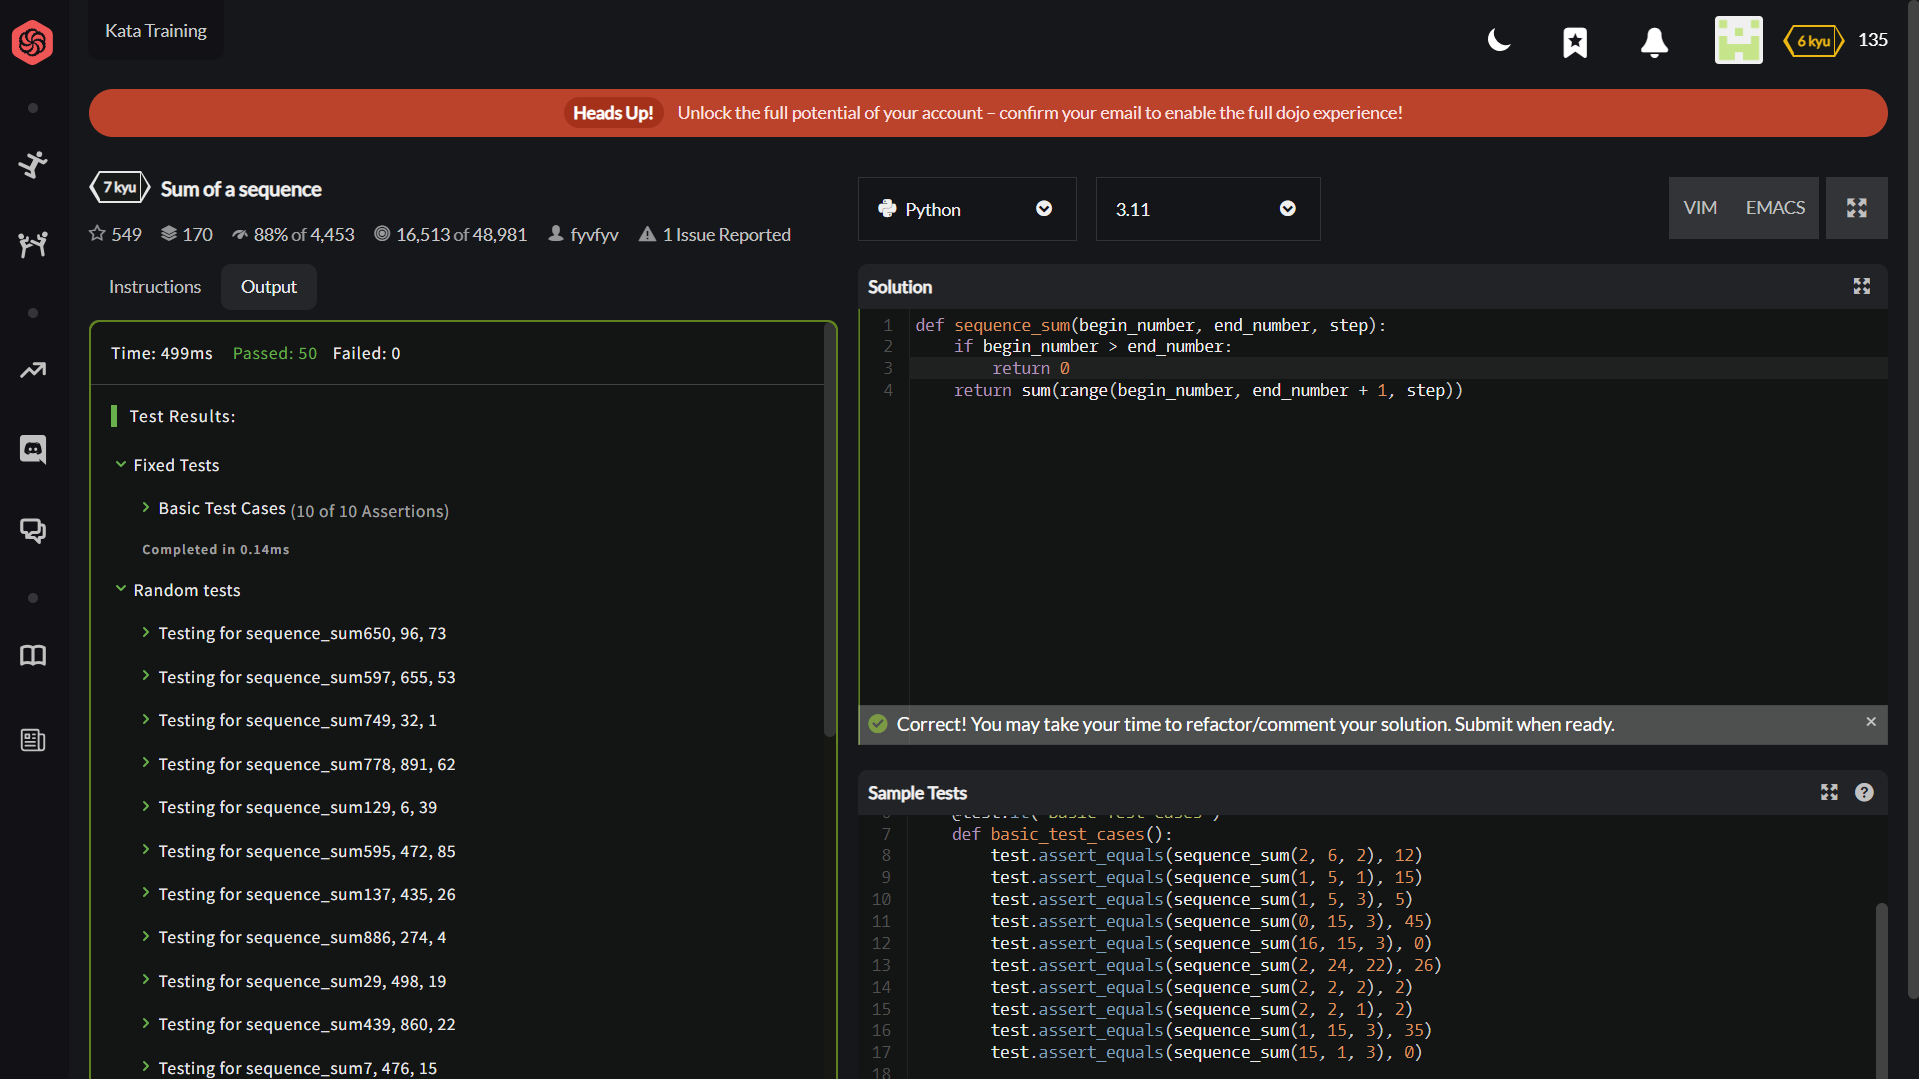 Kata Training
6 kyu
135
Heads Up! Unlock the full potential of your account – confirm your email to enable the full dojo experience!
7 kyu Sum of a sequence
549 170 88% of 4,453 16,513 of 48,981 fyvfyv 1 Issue Reported
Python
3.11
VIM EMACS
Instructions
Output
Time: 499ms Passed: 50 Failed: 0
Test Results:
Fixed Tests
Basic Test Cases (10 of 10 Assertions)
Completed in 0.14ms
Random tests
Testing for sequence_sum650, 96, 73
Testing for sequence_sum597, 655, 53
Testing for sequence_sum749, 32, 1
Testing for sequence_sum778, 891, 62
Testing for sequence_sum129, 6, 39
Testing for sequence_sum595, 472, 85
Testing for sequence_sum137, 435, 26
Testing for sequence_sum886, 274, 4
Testing for sequence_sum29, 498, 19
Testing for sequence_sum439, 860, 22
Testing for sequence_sum7, 476, 15
Solution
1 def sequence_sum(begin_number, end_number, step):
2 if begin_number > end_number:
3 return 0
4 return sum(range(begin_number, end_number + 1, step))
Correct! You may take your time to refactor/comment your solution. Submit when ready.
Sample Tests
7 def basic_test_cases():
8 test.assert_equals(sequence_sum(2, 6, 2), 12)
9 test.assert_equals(sequence_sum(1, 5, 1), 15)
10 test.assert_equals(sequence_sum(1, 5, 3), 5)
11 test.assert_equals(sequence_sum(0, 15, 3), 45)
12 test.assert_equals(sequence_sum(16, 15, 3), 0)
13 test.assert_equals(sequence_sum(2, 24, 22), 26)
14 test.assert_equals(sequence_sum(2, 2, 2), 2)
15 test.assert_equals(sequence_sum(2, 2, 1), 2)
16 test.assert_equals(sequence_sum(1, 15, 3), 35)
17 test.assert_equals(sequence_sum(15, 1, 3), 0)
18